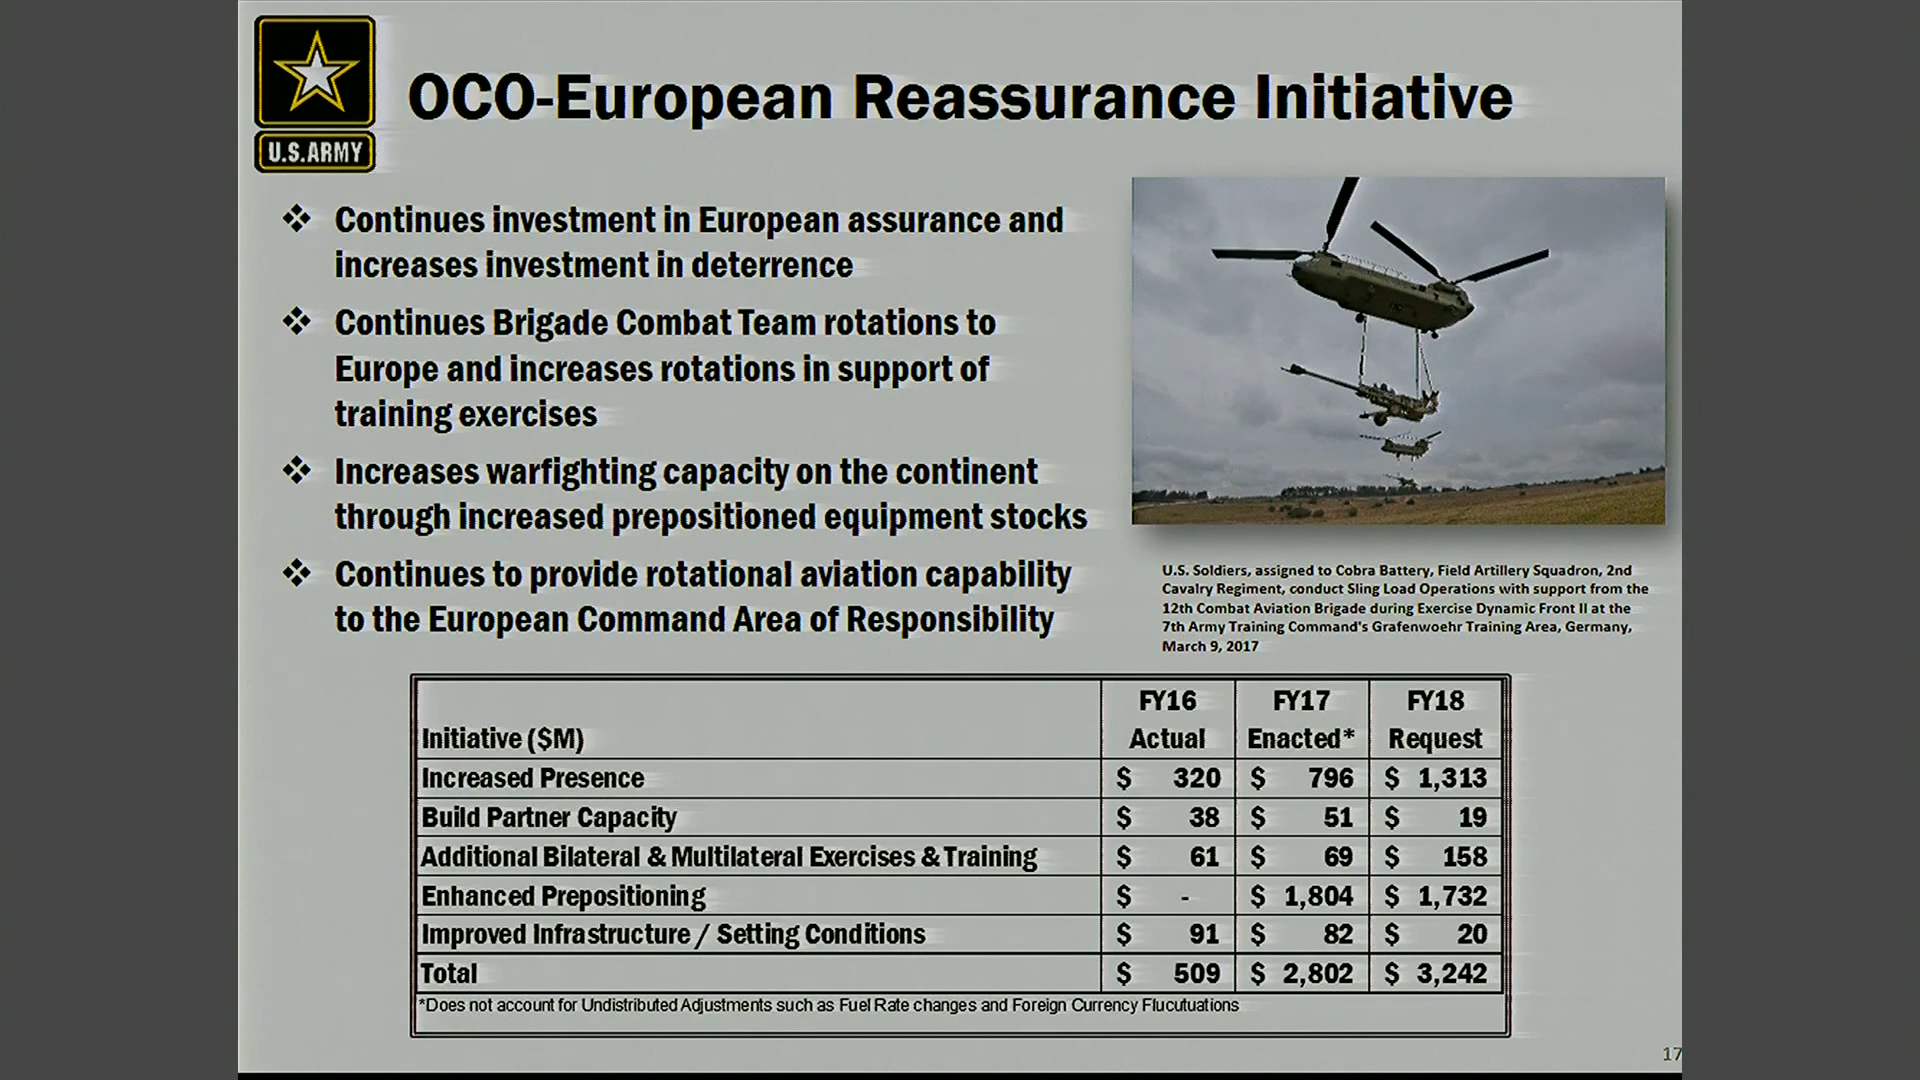 U.S.ARMY
OCO-European Reassurance Initiative
Continues investment in European assurance and
increases investment in deterrence
Continues Brigade Combat Team rotations to
Europe and increases rotations in support of
training exercises
Increases warfighting capacity on the continent
through increased prepositioned equipment stocks
Continues to provide rotational aviation capability
to the European Command Area of Responsibility
U.S. Soldiers, assigned to Cobra Battery, Field Artillery Squadron, 2nd
Cavalry Regiment, conduct Sling Load Operations with support from the
12th Combat Aviation Brigade during Exercise Dynamic Front II at the
7th Army Training Command's Grafenwoehr Training Area, Germany,
March 9, 2017
FY16 FY17 FY18
Initiative ($M) Actual Enacted* Request
Increased Presence $ 320 $ 796 $ 1,313
Build Partner Capacity $ 38 $ 51 $ 19
Additional Bilateral & Multilateral Exercises & Training $ 61 $ 69 $ 158
Enhanced Prepositioning $ - $ 1,804 $ 1,732
Improved Infrastructure / Setting Conditions $ 91 $ 82 $ 20
Total $ 509 $ 2,802 $ 3,242
*Does not account for Undistributed Adjustments such as Fuel Rate changes and Foreign Currency Flucutuations
17